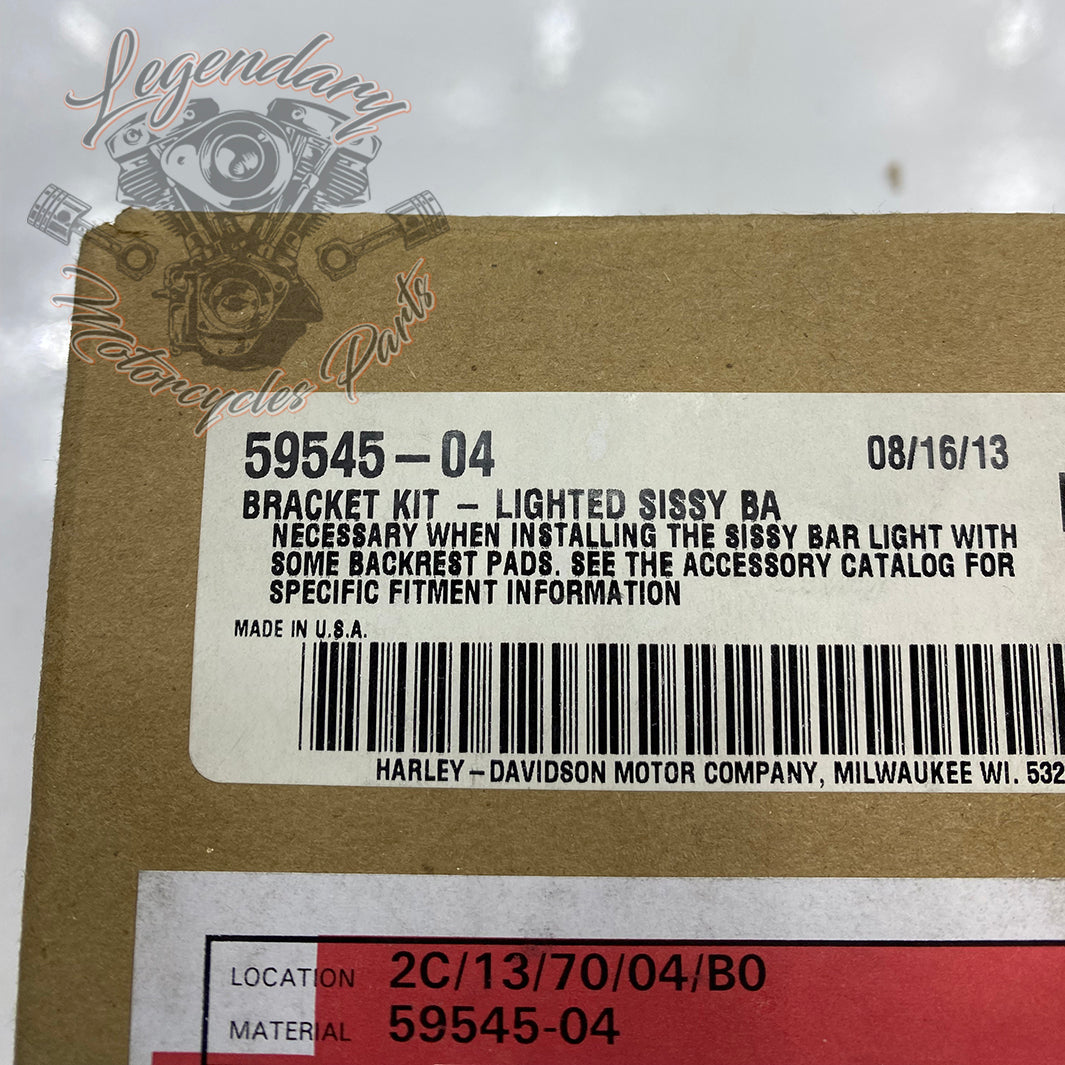 Legendary
Motorcycles Parts
59545-04 08/16/13
BRACKET KIT - LIGHTED SISSY BA
NECESSARY WHEN INSTALLING THE SISSY BAR LIGHT WITH
SOME BACKREST PADS. SEE THE ACCESSORY CATALOG FOR
SPECIFIC FITMENT INFORMATION
MADE IN U.S.A.
HARLEY-DAVIDSON MOTOR COMPANY, MILWAUKEE WI. 532
LOCATION 2C/13/70/04/B0
MATERIAL 59545-04